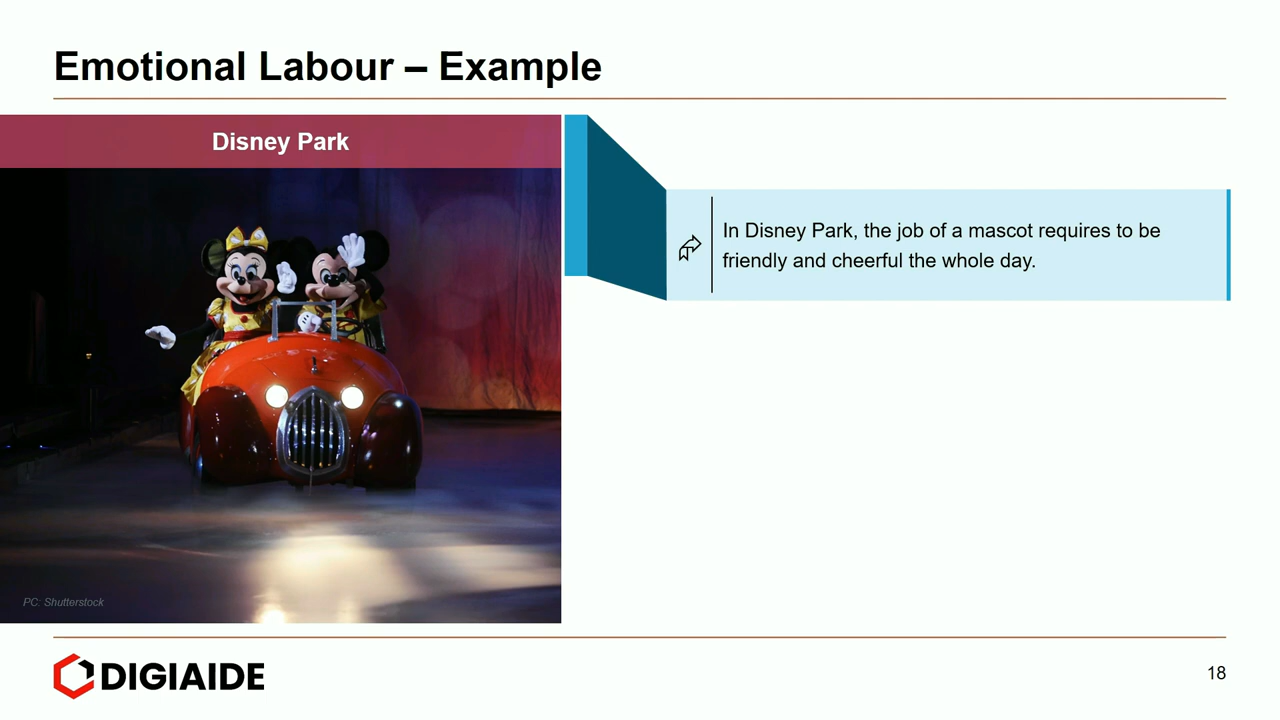 Emotional Labour – Example
Disney Park
In Disney Park, the job of a mascot requires to be
friendly and cheerful the whole day.
PC: Shutterstock
DIGIAIDE
18